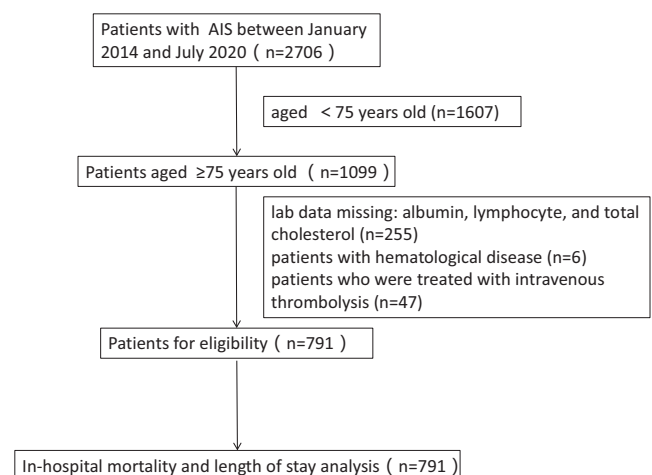 Patients with AIS between January
2014 and July 2020 ( n=2706 )
aged < 75 years old (n=1607)
Patients aged ≥75 years old ( n=1099 )
lab data missing: albumin, lymphocyte, and total
cholesterol (n=255)
patients with hematological disease (n=6)
patients who were treated with intravenous
thrombolysis (n=47)
Patients for eligibility ( n=791 )
In-hospital mortality and length of stay analysis ( n=791 )